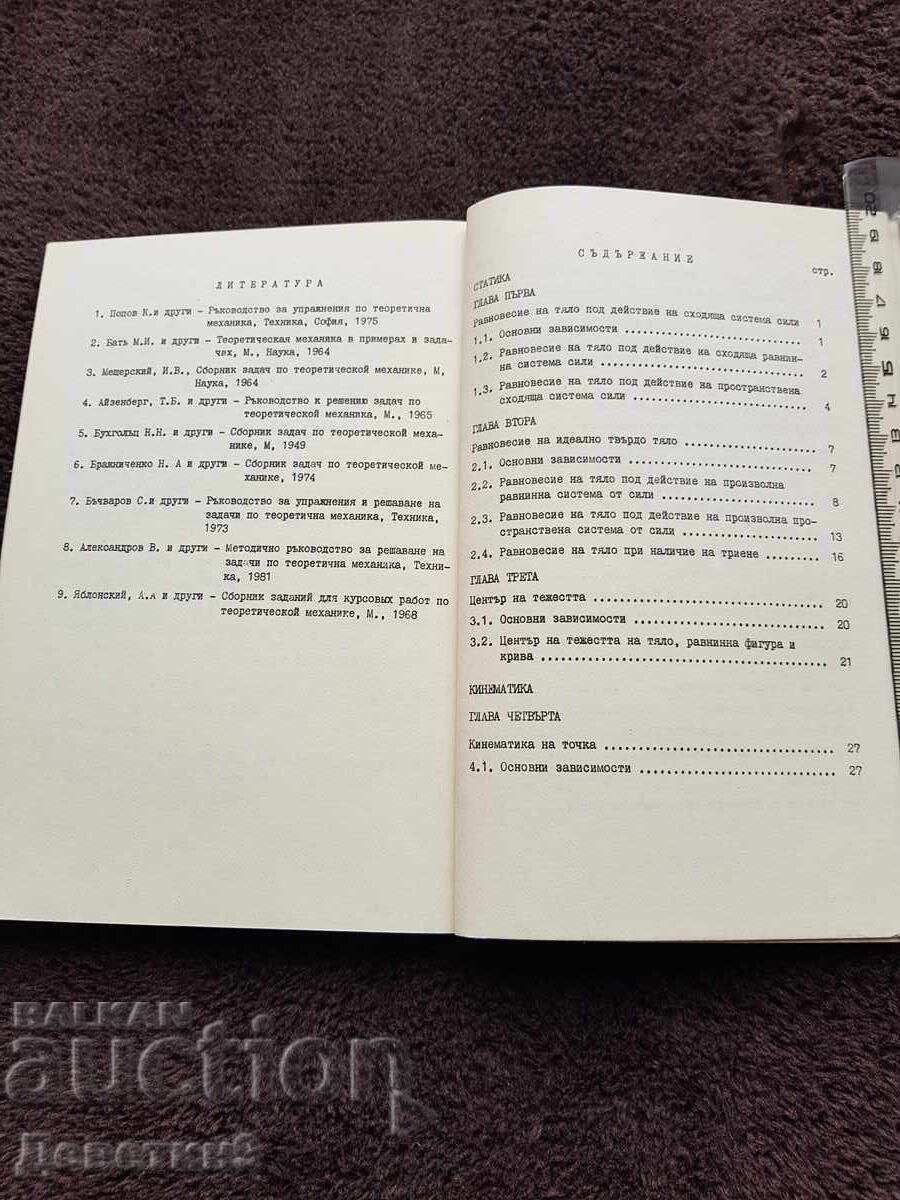 ЛИТЕРАТУРА
1. Попов К.и други - Ръководство за упражнения по теоретична
механика, Техника, София, 1975
2. Бать М.И. и други - Теоретическая механика в примерах и зада-
чех, М., Наука, 1964
3. Мещерский, И.В., Сборник задач по теоретической механике, М,
Наука, 1964
4. Айзенберг, Т.Б. и други - Ръководство к решению задач по
теоретической механика, М., 1965
5. Бухгольц Н.Н. и други - Сборник задач по теоретической меха-
нике, М, 1949
6. Бражниченко Н. А и други - Сборник задач по теоретической ме-
ханике, 1974
7. Бъчваров С.и други - Ръководство за упражнения и решаване на
задачи по теоретична механика, Техника,
1973
8. Александров В. и други - Методично ръководство за решаване на
задачи по теоретична механика, Техни-
ка, 1981
9. Яблонский, А.А и други - Сборник заданий для курсовых работ по
теоретической механике, М., 1968
СЪДЪРЖАНИЕ
стр.
СТАТИКА
ГЛАВА ПЪРВА
Равновесие на тяло под действие на сходяща система сили 1
1.1. Основни зависимости ........................ 1
1.2. Равновесие на тяло под действие на сходяща равнин-
на система сили ............................ 2
1.3. Равновесие на тяло под действие на пространствена
сходяща система сили ........................ 4
ГЛАВА ВТОРА
Равновесие на идеално твърдо тяло ................. 7
2.1. Основни зависимости ........................ 7
2.2. Равновесие на тяло под действие на произволна
равнинна система от сили .................... 8
2.3. Равновесие на тяло под действие на произволна про-
странствена система от сили ................. 13
2.4. Равновесие на тяло при наличие на триене ........... 16
ГЛАВА ТРЕТА
Център на тежестта ............................... 20
3.1. Основни зависимости ........................ 20
3.2. Център на тежестта на тяло, равнинна фигура и
крива ...................................... 21
КИНЕМАТИКА
ГЛАВА ЧЕТВЪРТА
Кинематика на точка .............................. 27
4.1. Основни зависимости ........................ 27
BALKAN
auction
Деветки9